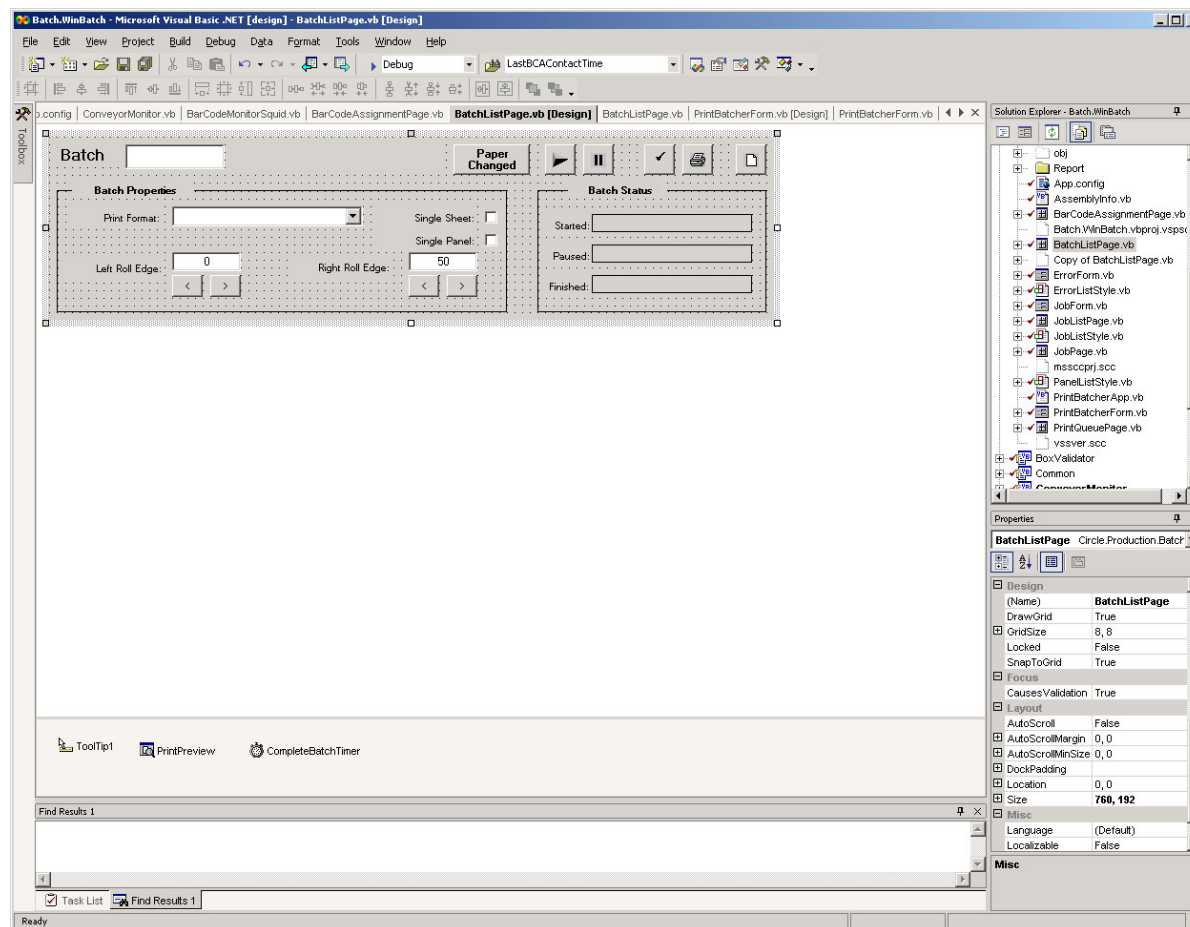 Batch.WinBatch - Microsoft Visual Basic .NET [design] - BatchListPage.vb [Design]
File Edit View Project Build Debug Data Format Tools Window Help
Debug LastBCAContactTime
ConveyorMonitor.vb BarCodeMonitorSquid.vb BarCodeAssignmentPage.vb BatchListPage.vb [Design] BatchListPage.vb PrintBatcherForm.vb [Design] PrintBatcherForm.vb
Toolbox
Batch
Paper
Changed
Batch Properties
Print Format:
Single Sheet:
Single Panel:
Left Roll Edge: 0
Right Roll Edge: 50
< > < >
Batch Status
Started:
Paused:
Finished:
ToolTip1 PrintPreview CompleteBatchTimer
Find Results 1
Task List Find Results 1
Ready
Solution Explorer - Batch.WinBatch
obj
Report
App.config
AssemblyInfo.vb
BarCodeAssignmentPage.vb
Batch.WinBatch.vbproj.vspsc
BatchListPage.vb
Copy of BatchListPage.vb
ErrorForm.vb
ErrorListStyle.vb
JobForm.vb
JobListPage.vb
JobListStyle.vb
JobPage.vb
mssccprj.scc
PanelListStyle.vb
PrintBatcherApp.vb
PrintBatcherForm.vb
PrintQueuePage.vb
vssver.scc
BoxValidator
Common
ConveyorMonitor
Properties
BatchListPage Circle.Production.Batch
Design
(Name) BatchListPage
DrawGrid True
GridSize 8, 8
Locked False
SnapToGrid True
Focus
CausesValidation True
Layout
AutoScroll False
AutoScrollMargin 0, 0
AutoScrollMinSize 0, 0
DockPadding
Location 0, 0
Size 760, 192
Misc
Language (Default)
Localizable False
Misc